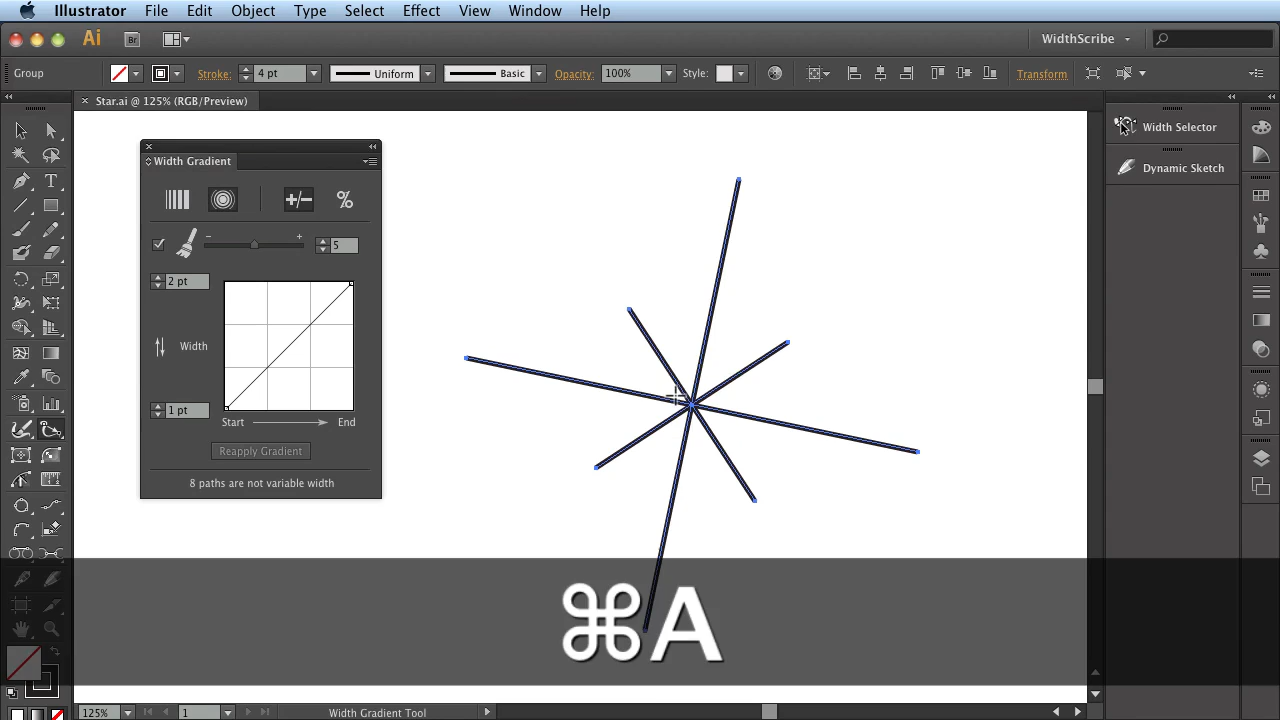 Illustrator File Edit Object Type Select Effect View Window Help
Ai Br WidthScribe
Group Stroke: 4 pt Uniform Basic Opacity: 100% Style: Transform
× Star.ai @ 125% (RGB/Preview)
Width Gradient
+/- %
− +
5
2 pt
Width
1 pt
Start End
Reapply Gradient
8 paths are not variable width
Width Selector
Dynamic Sketch
⌘A
125% 1 Width Gradient Tool